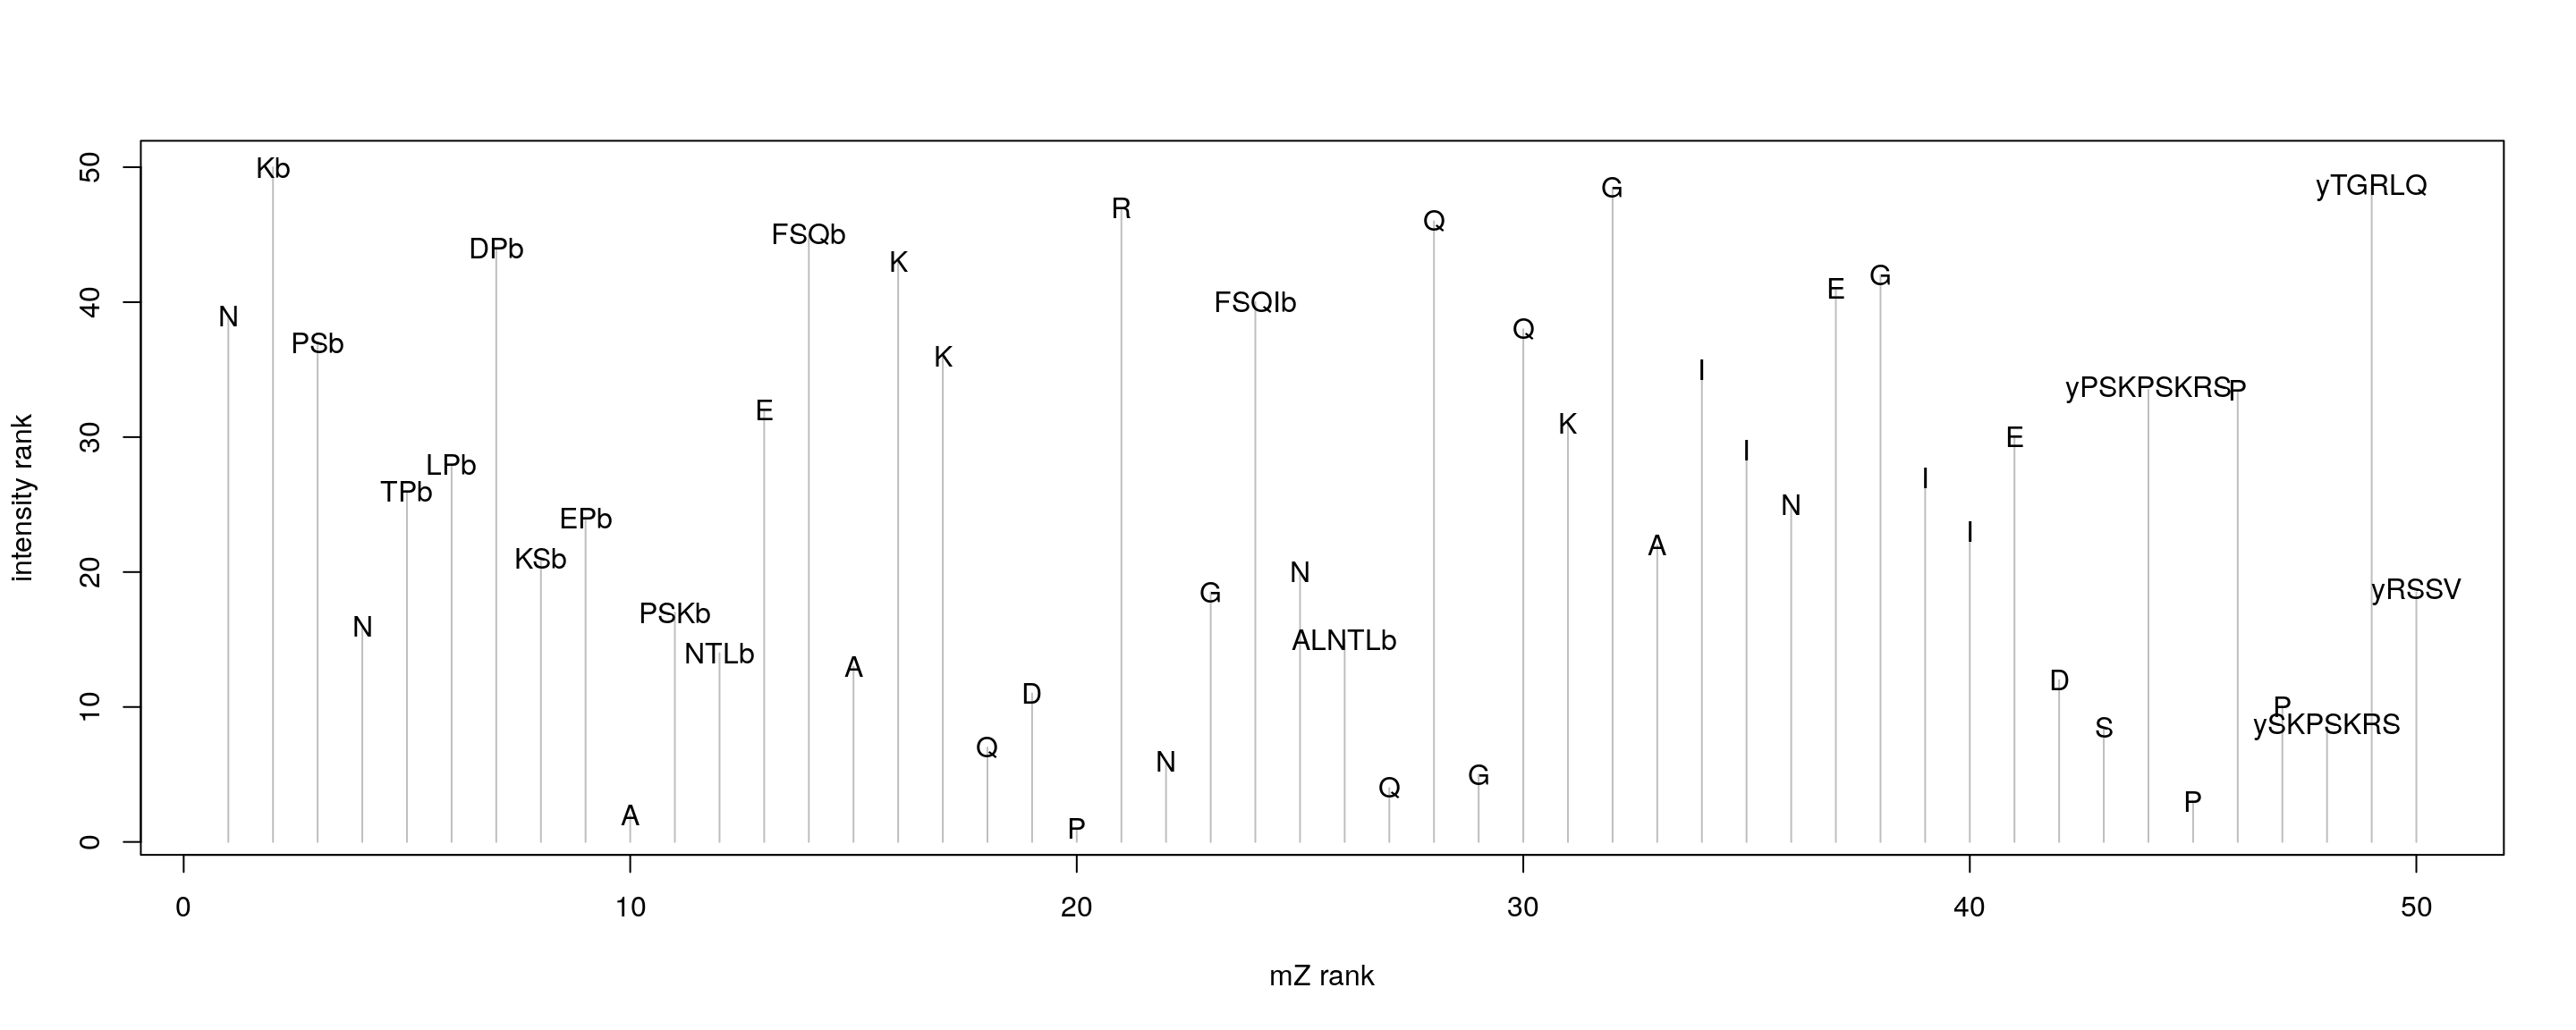 50
40
30
20
10
0
intensity rank
N
Kb
PSb
N
TPb
LPb
DPb
KSb
EPb
A
PSKb
NTLb
E
FSQb
A
K
K
Q
D
P
R
N
G
FSQIb
N
ALNTLb
Q
Q
G
Q
K
G
A
I
I
N
E
G
I
I
E
D
S
yPSKPSKRS
P
P
P
ySKPSKRS
yTGRLQ
yRSSV
0 10 20 30 40 50
mZ rank